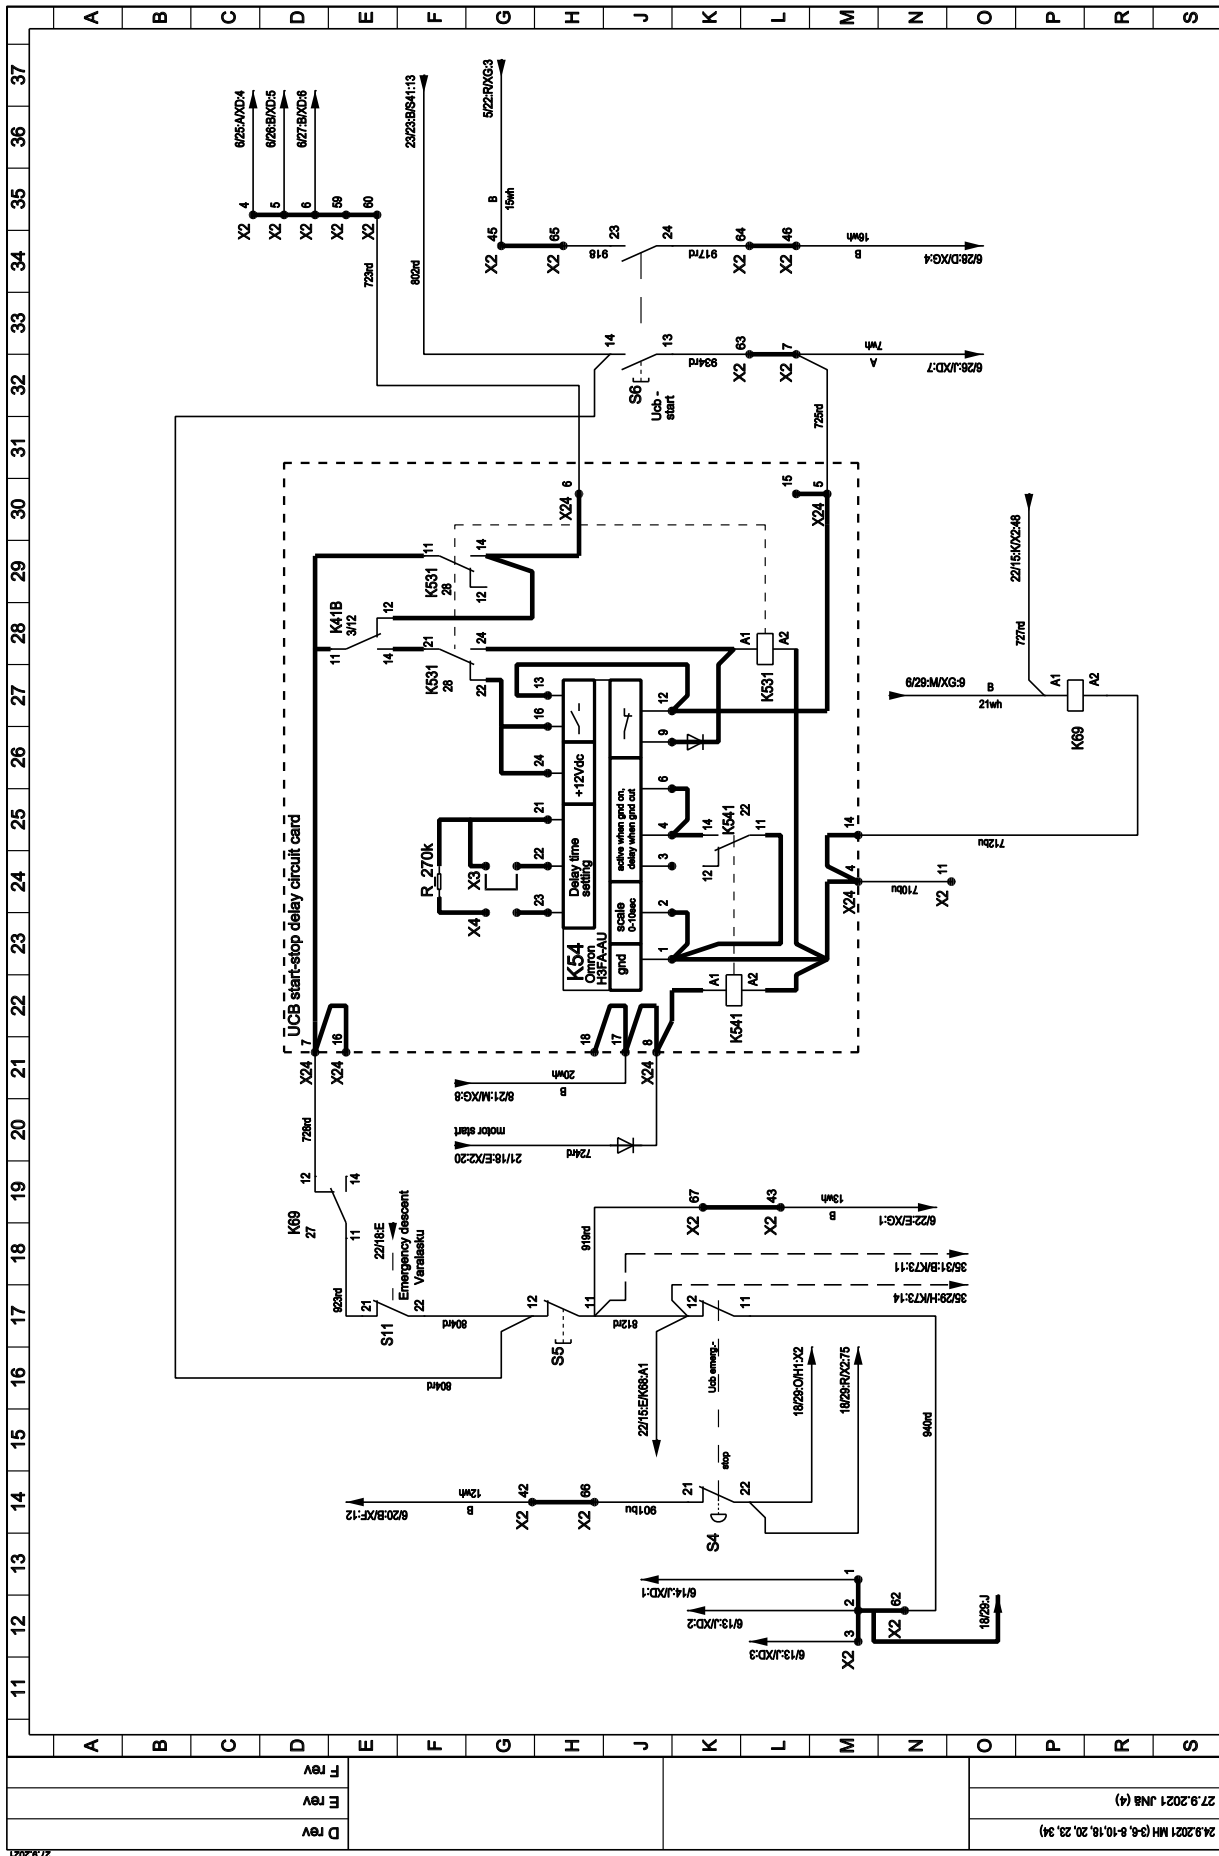 A B C D E F G H J K L M N O P R S
37
36
35
34
33
32
31
30
29
28
27
26
25
24
23
22
21
20
19
18
17
16
15
14
13
12
11
6/25:A/XD:4
6/26:B/XD:5
6/27:B/XD:6
23/23:B/S41:13
5/22:R/XG:3
X2 4
X2 5
X2 6
X2 59
X2 60
723rd
802rd
B
15wh
X2 45
X2 65
918
23
24
917rd
X2 64
X2 46
B
16wh
6/28:D/XG:4
14
13
S6
Ucb -
start
934rd
X2 63
X2 7
A
7wh
6/26:J/XD:7
725rd
X24 6
15
X24 5
K531
28
11
14
12
K41B
3/12
11
12
14
K531
28
21
24
22
K531
A1
A2
13
16
24
21
22
23
+12Vdc
Delay time
setting
K54
Omron
H3FA-AU
gnd
scale
0-10sec
active when gnd on,
delay when gnd cut
12
9
6
4
3
2
1
R 270k
X3
X4
K541
22
14
12
11
K541
A1
A2
UCB start-stop delay circuit card
X24 7
X24 16
18
17
X24 8
X24 4
14
710bu
X2 11
712bu
22/15:K/X2:48
727rd
6/29:M/XG:9
B
21wh
A1
A2
K69
8/21:M/XG:8
B
20wh
motor start
21/18:E/X2:20
724rd
728rd
K69
27
12
14
11
22/18:E
Emergency descent
Varalasku
923rd
S11
21
22
804rd
804rd
S5
12
11
812rd
919rd
X2 67
X2 43
B
13wh
6/22:E/XG:1
35/31:B/K73:11
35/29:H/K73:14
12
11
22/15:E/K68:A1
Ucb emerg.-
stop
18/29:O/H1:X2
18/29:R/X2:75
940rd
6/20:B/XF:12
B
12wh
X2 42
X2 66
901bu
21
22
S4
6/14:J/XD:1
6/13:J/XD:2
6/13:J/XD:3
1
2
X2 3
X2 62
18/29:J
A B C D E F G H J K L M N O P R S
F rev
E rev
D rev
27.9.2021 JNä (4)
24.9.2021 MH (3-6, 8-10,18, 20, 23, 34)
27.9.2021